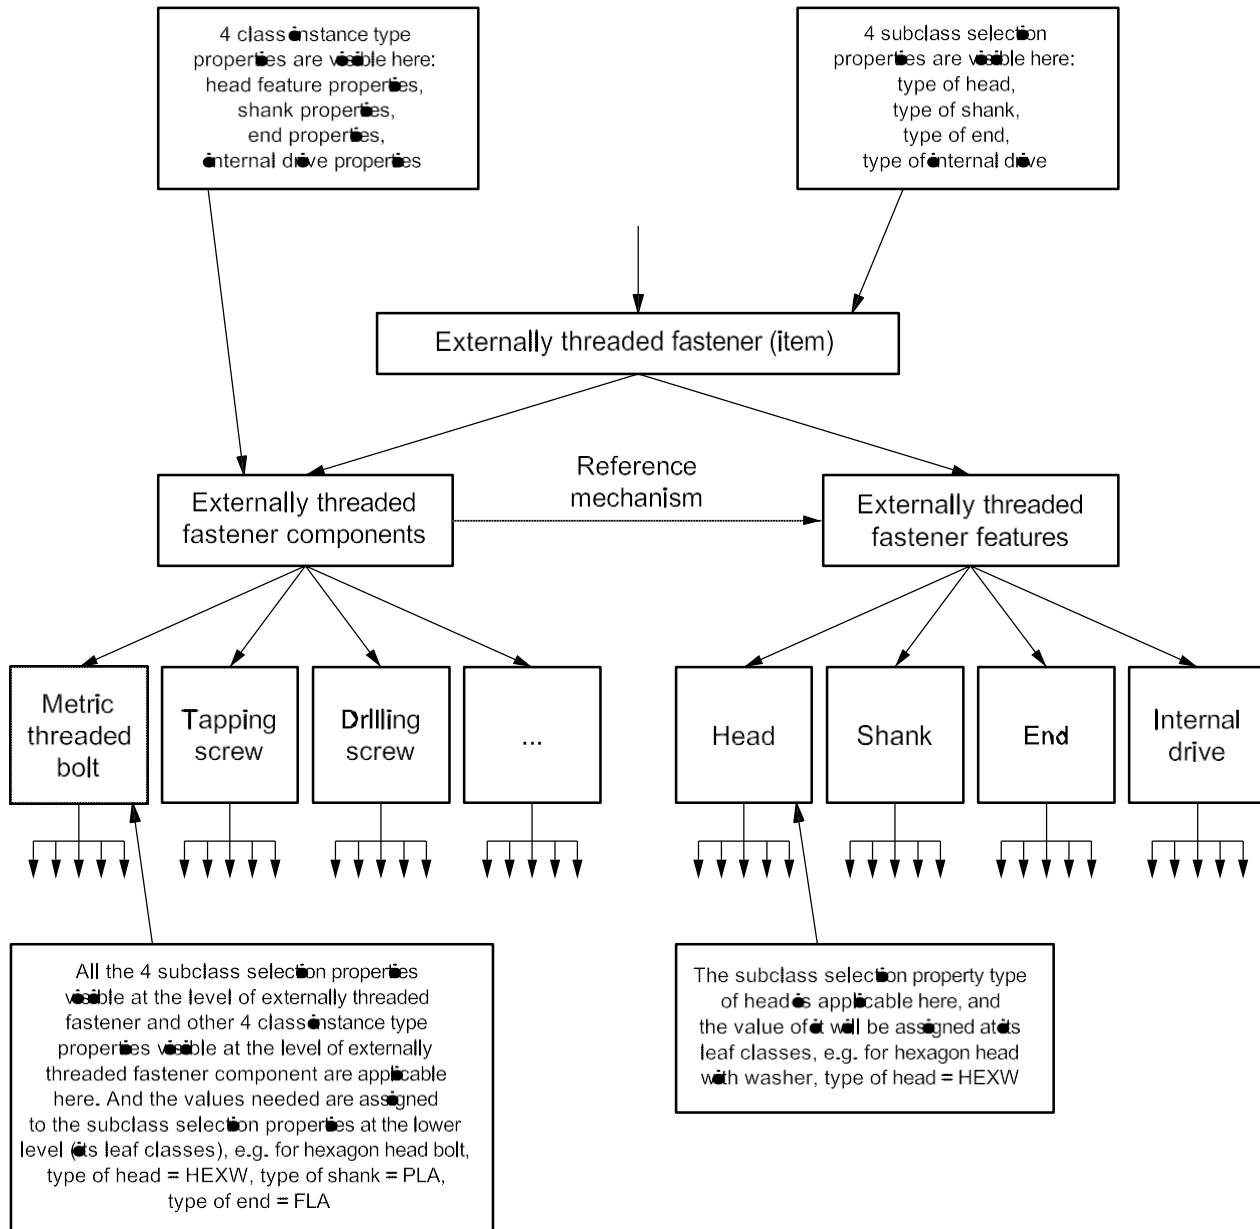 4 class instance type
properties are visible here:
head feature properties,
shank properties,
end properties,
internal drive properties
4 subclass selection
properties are visible here:
type of head,
type of shank,
type of end,
type of internal drive
Externally threaded fastener (item)
Reference
mechanism
Externally threaded
fastener components
Externally threaded
fastener features
Metric
threaded
bolt
Tapping
screw
Drilling
screw
...
Head
Shank
End
Internal
drive
All the 4 subclass selection properties
visible at the level of externally threaded
fastener and other 4 class instance type
properties visible at the level of externally
threaded fastener component are applicable
here. And the values needed are assigned
to the subclass selection properties at the lower
level (its leaf classes), e.g. for hexagon head bolt,
type of head = HEXW, type of shank = PLA,
type of end = FLA
The subclass selection property type
of head is applicable here, and
the value of it will be assigned at its
leaf classes, e.g. for hexagon head
with washer, type of head = HEXW